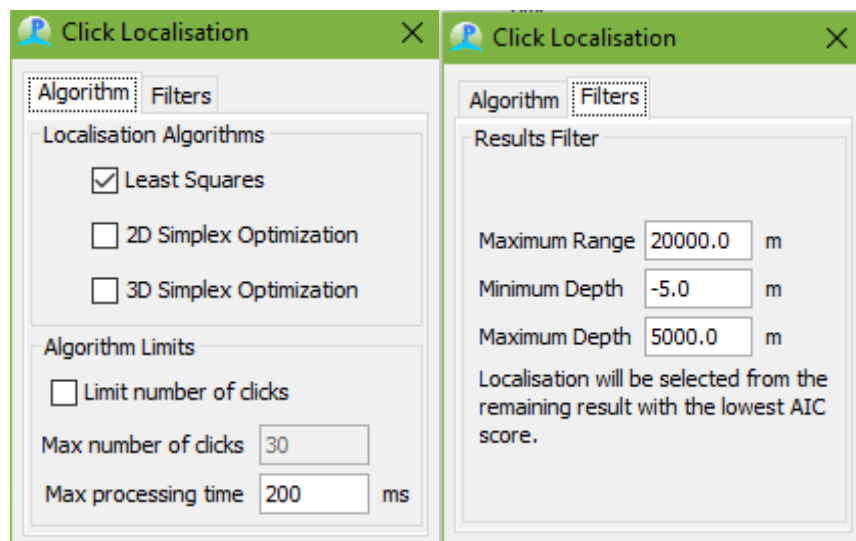 Click Localisation
Algorithm Filters
Localisation Algorithms
Least Squares
2D Simplex Optimization
3D Simplex Optimization
Algorithm Limits
Limit number of clicks
Max number of clicks 30
Max processing time 200 ms
Click Localisation
Algorithm Filters
Results Filter
Maximum Range 20000.0 m
Minimum Depth -5.0 m
Maximum Depth 5000.0 m
Localisation will be selected from the
remaining result with the lowest AIC
score.